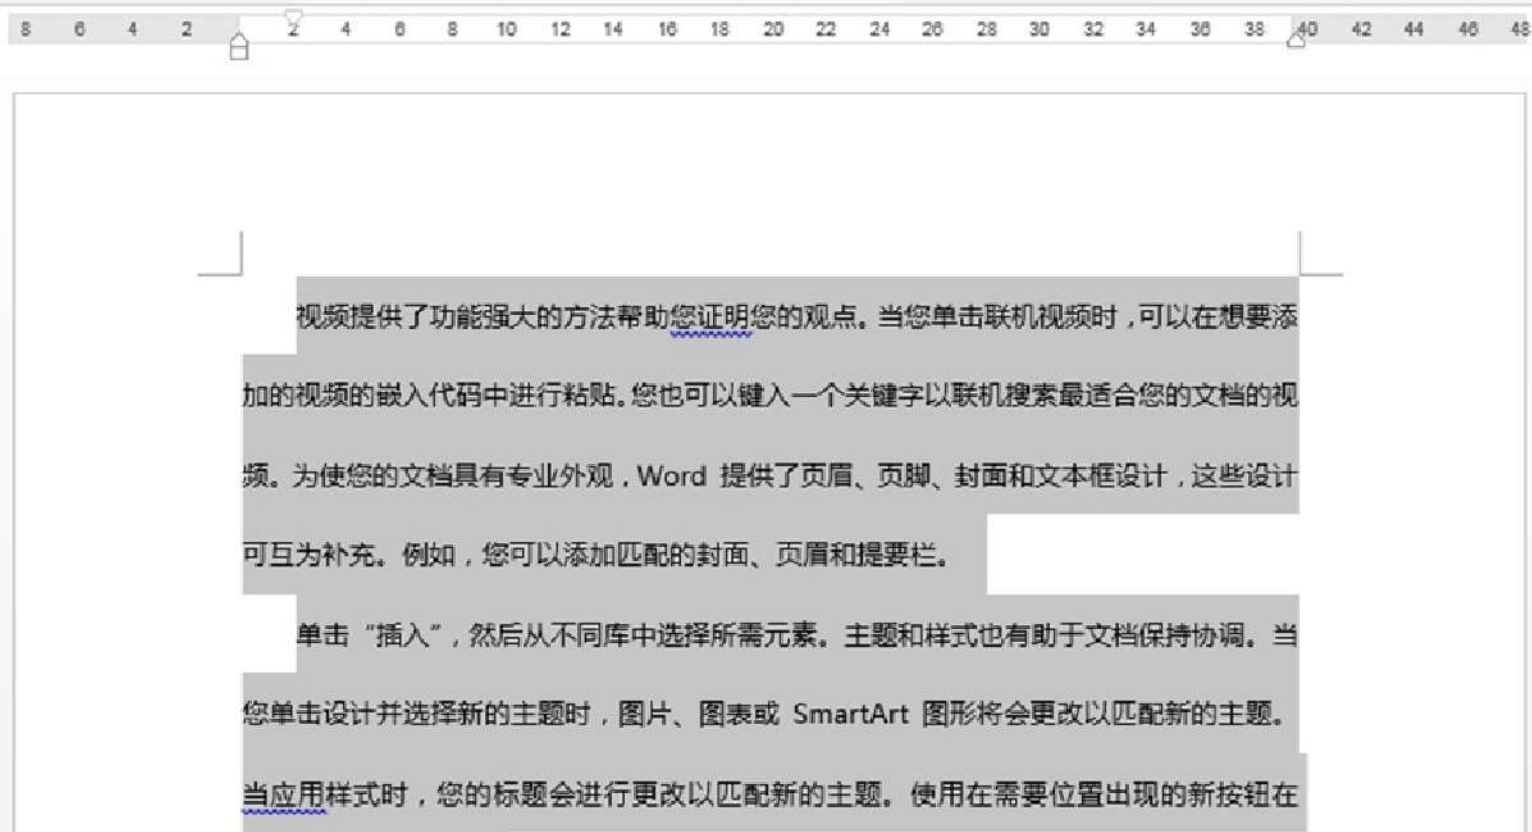 8 6 4 2 2 4 6 8 10 12 14 16 18 20 22 24 26 28 30 32 34 36 38 40 42 44 46 48
视频提供了功能强大的方法帮助您证明您的观点。当您单击联机视频时，可以在想要添
加的视频的嵌入代码中进行粘贴。您也可以键入一个关键字以联机搜索最适合您的文档的视
频。为使您的文档具有专业外观，Word 提供了页眉、页脚、封面和文本框设计，这些设计
可互为补充。例如，您可以添加匹配的封面、页眉和提要栏。
单击“插入”，然后从不同库中选择所需元素。主题和样式也有助于文档保持协调。当
您单击设计并选择新的主题时，图片、图表或 SmartArt 图形将会更改以匹配新的主题。
当应用样式时，您的标题会进行更改以匹配新的主题。使用在需要位置出现的新按钮在